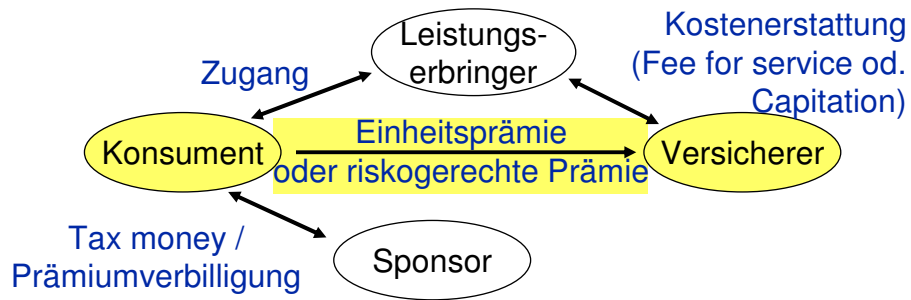 Leistungs-
erbringer
Kostenerstattung
(Fee for service od.
Capitation)
Zugang
Konsument
Einheitsprämie
oder riskogerechte Prämie
Versicherer
Tax money /
Prämiumverbilligung
Sponsor